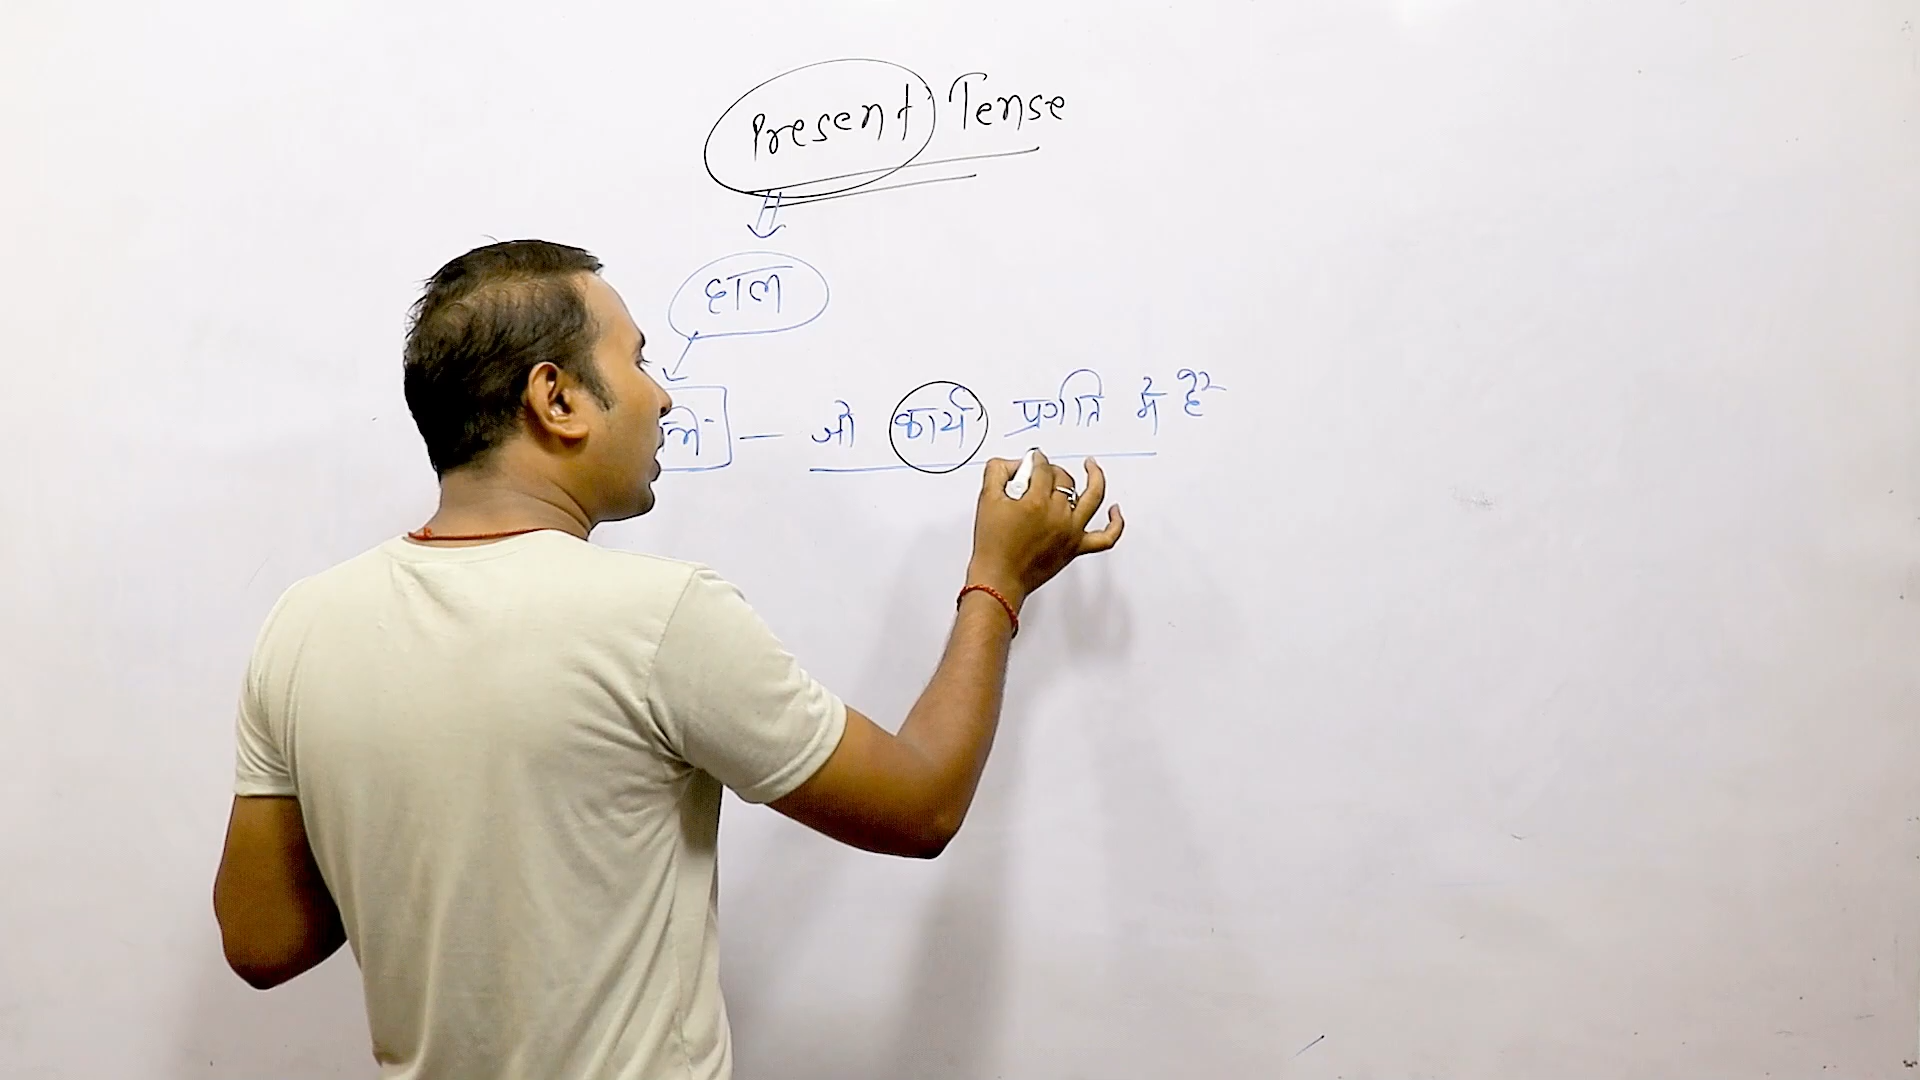 Present Tense
हाल
— जो कार्य प्रगति में है